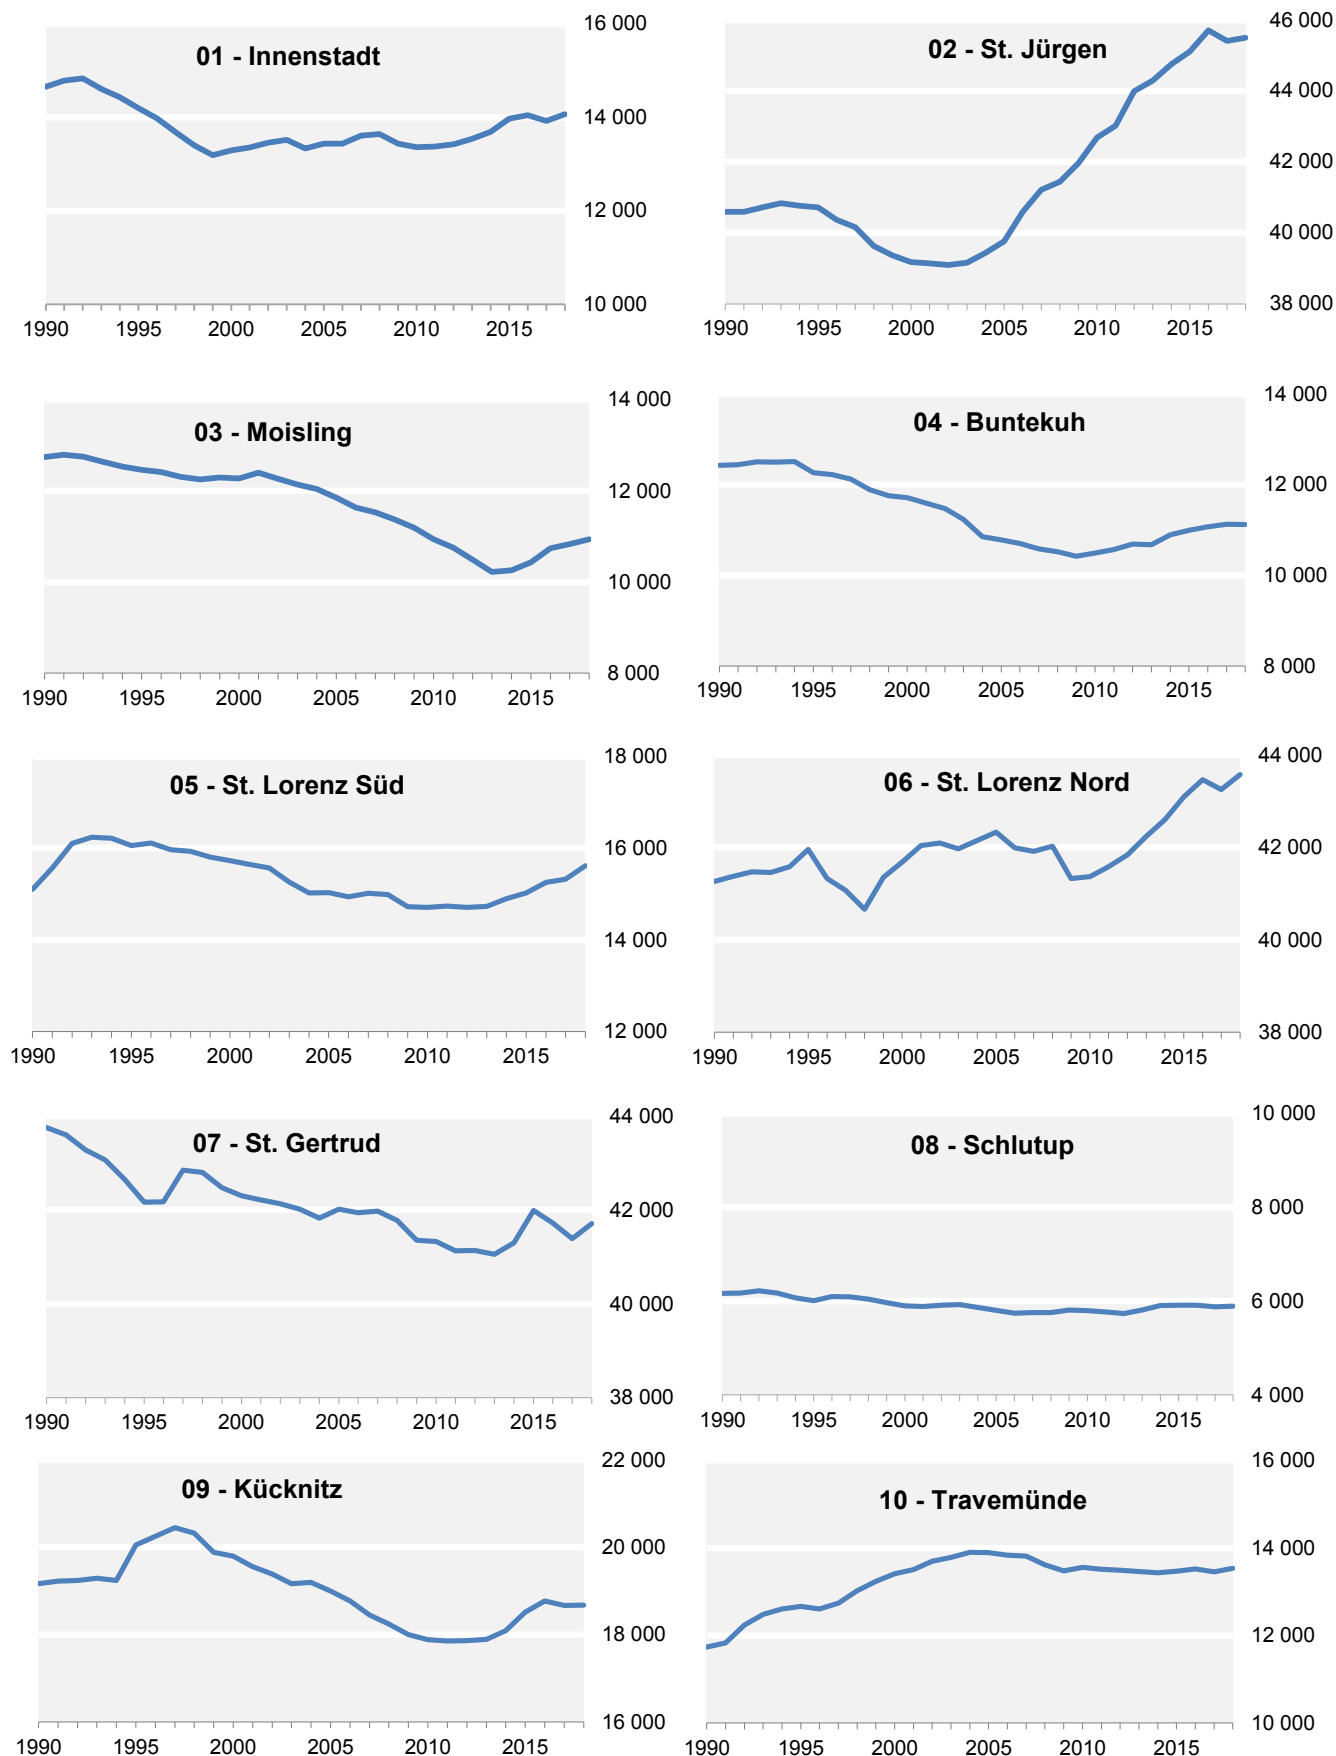 01 - Innenstadt
16 000
14 000
12 000
10 000
1990 1995 2000 2005 2010 2015
02 - St. Jürgen
46 000
44 000
42 000
40 000
38 000
1990 1995 2000 2005 2010 2015
03 - Moisling
14 000
12 000
10 000
8 000
1990 1995 2000 2005 2010 2015
04 - Buntekuh
14 000
12 000
10 000
8 000
1990 1995 2000 2005 2010 2015
05 - St. Lorenz Süd
18 000
16 000
14 000
12 000
1990 1995 2000 2005 2010 2015
06 - St. Lorenz Nord
44 000
42 000
40 000
38 000
1990 1995 2000 2005 2010 2015
07 - St. Gertrud
44 000
42 000
40 000
38 000
1990 1995 2000 2005 2010 2015
08 - Schlutup
10 000
8 000
6 000
4 000
1990 1995 2000 2005 2010 2015
09 - Kücknitz
22 000
20 000
18 000
16 000
1990 1995 2000 2005 2010 2015
10 - Travemünde
16 000
14 000
12 000
10 000
1990 1995 2000 2005 2010 2015